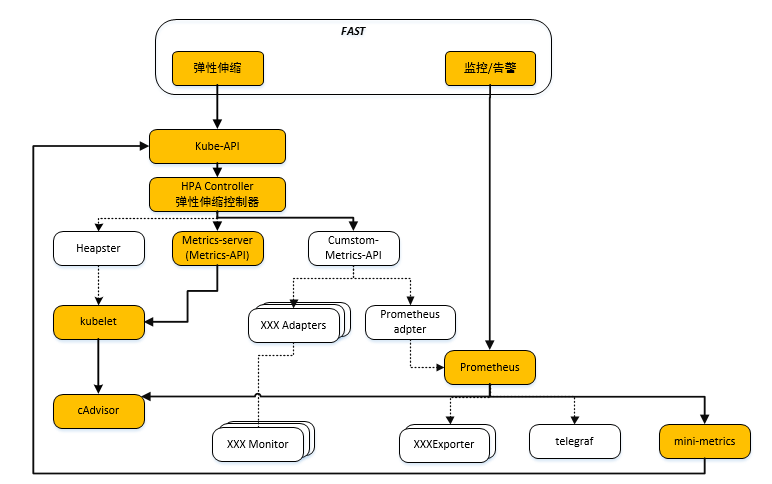 FAST
弹性伸缩
监控/告警
Kube-API
HPA Controller
弹性伸缩控制器
Heapster
Metrics-server
(Metrics-API)
Cumstom-
Metrics-API
kubelet
XXX Adapters
Prometheus
adpter
Prometheus
cAdvisor
XXX Monitor
XXXExporter
telegraf
mini-metrics